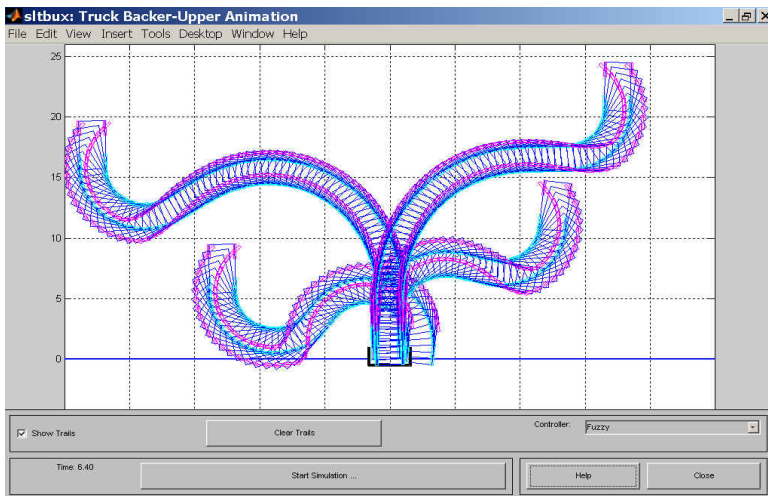 sltbux: Truck Backer-Upper Animation
File Edit View Insert Tools Desktop Window Help
25
20
15
10
5
0
Show Trails
Clear Trails
Controller:
Fuzzy
Time: 6.40
Start Simulation ...
Help
Close